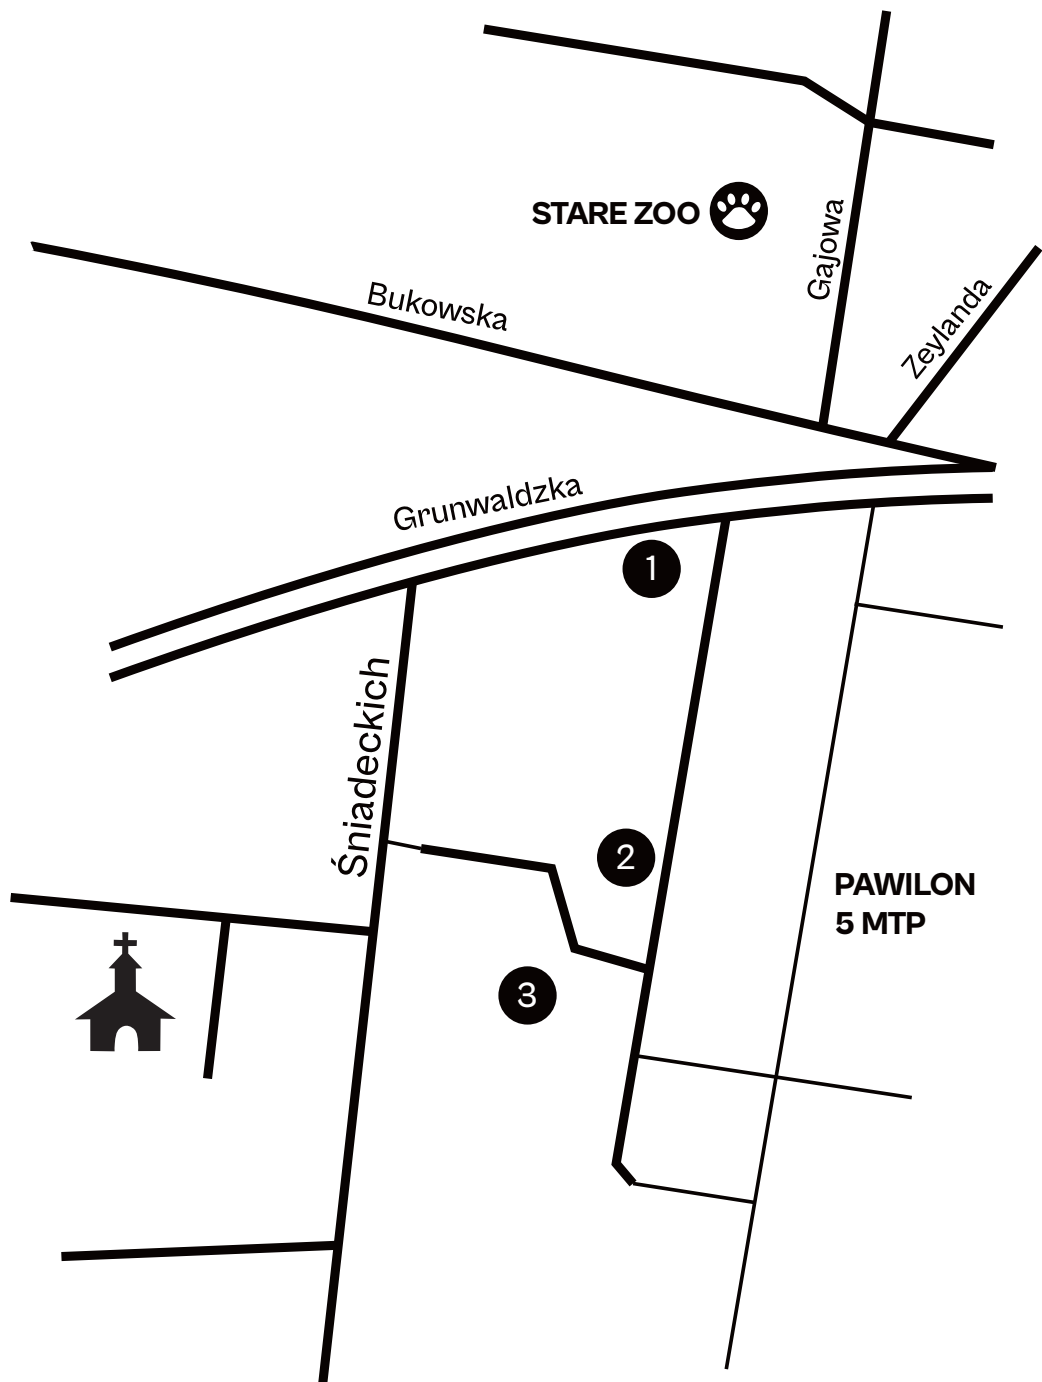 STARE ZOO
Gajowa
Zeylanda
Bukowska
Grunwaldzka
1
Śniadeckich
2
PAWILON
5 MTP
3